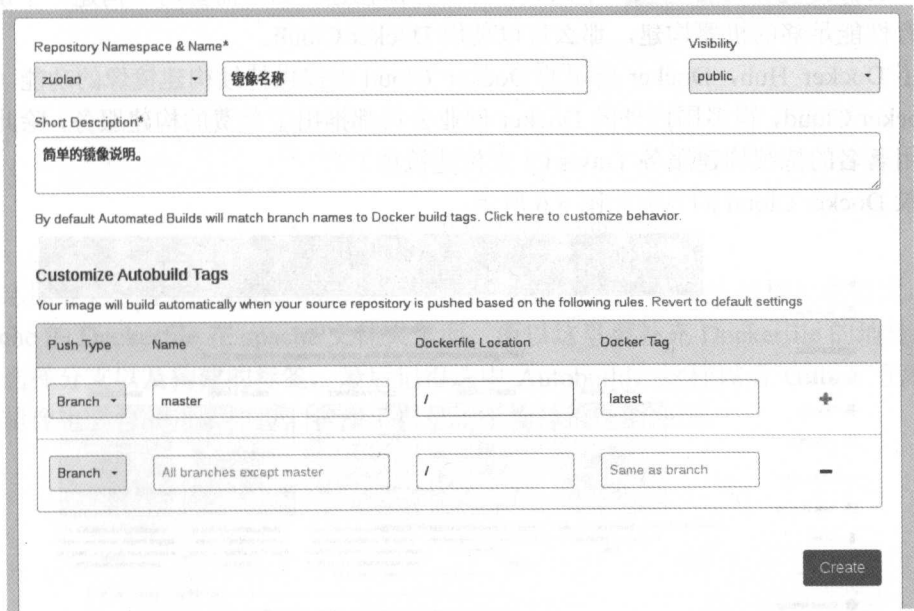 Repository Namespace & Name*
Visibility
zuolan
镜像名称
public
Short Description*
简单的镜像说明。
By default Automated Builds will match branch names to Docker build tags. Click here to customize behavior.
Customize Autobuild Tags
Your image will build automatically when your source repository is pushed based on the following rules. Revert to default settings
Push Type Name Dockerfile Location Docker Tag
Branch master / latest +
Branch All branches except master / Same as branch −
Create